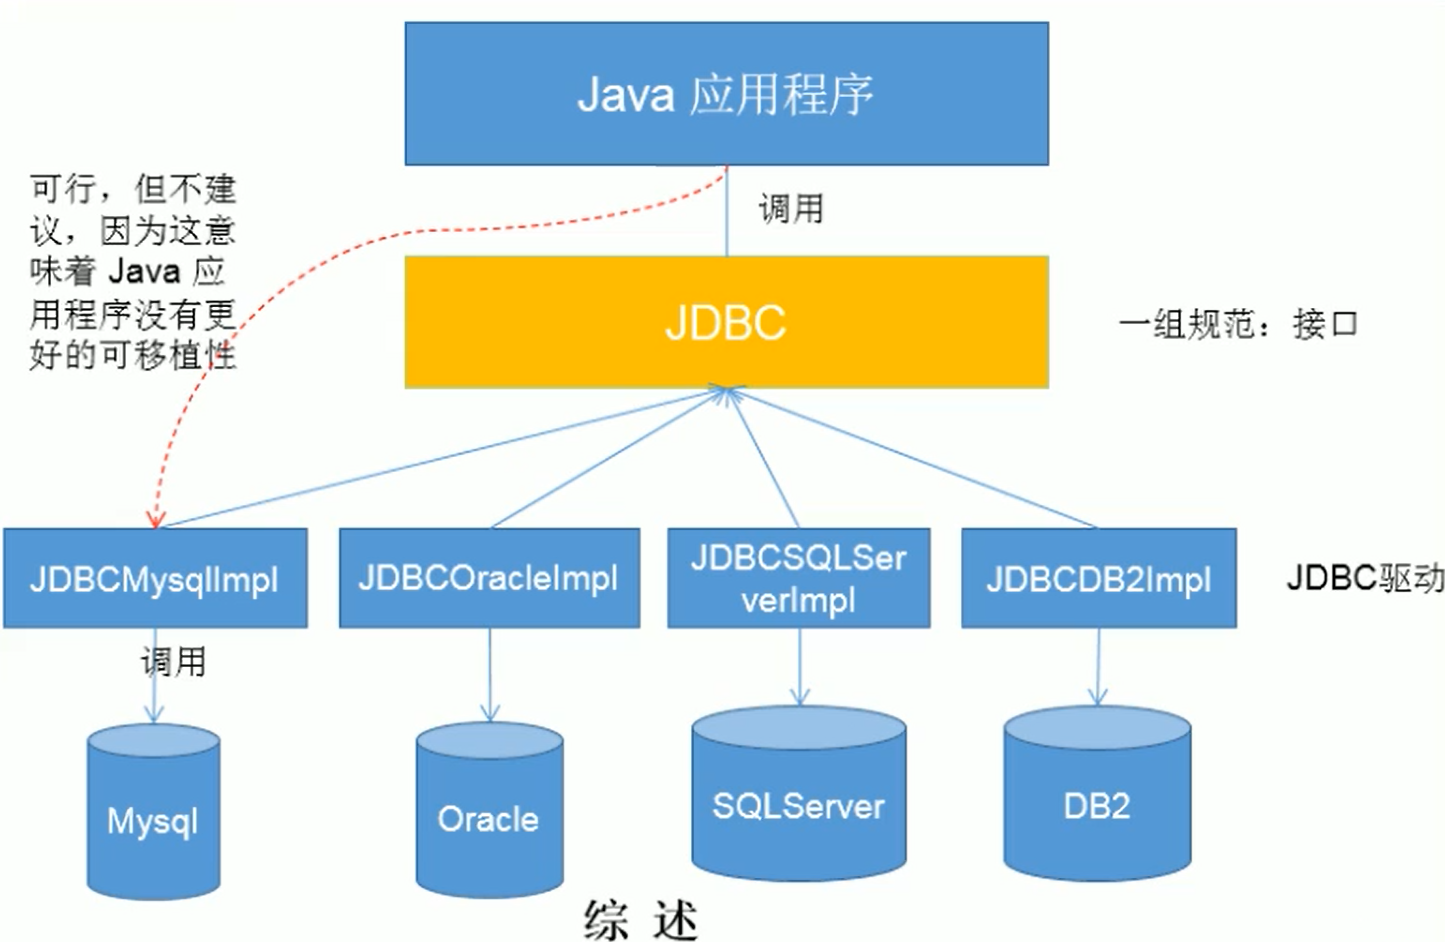 Java 应用程序
可行，但不建
议，因为这意
味着 Java 应
用程序没有更
好的可移植性
调用
JDBC
一组规范：接口
JDBCMysqlImpl
JDBCOracleImpl
JDBCSQLSer
verImpl
JDBCDB2Impl
JDBC驱动
调用
Mysql
Oracle
SQLServer
DB2
综 述